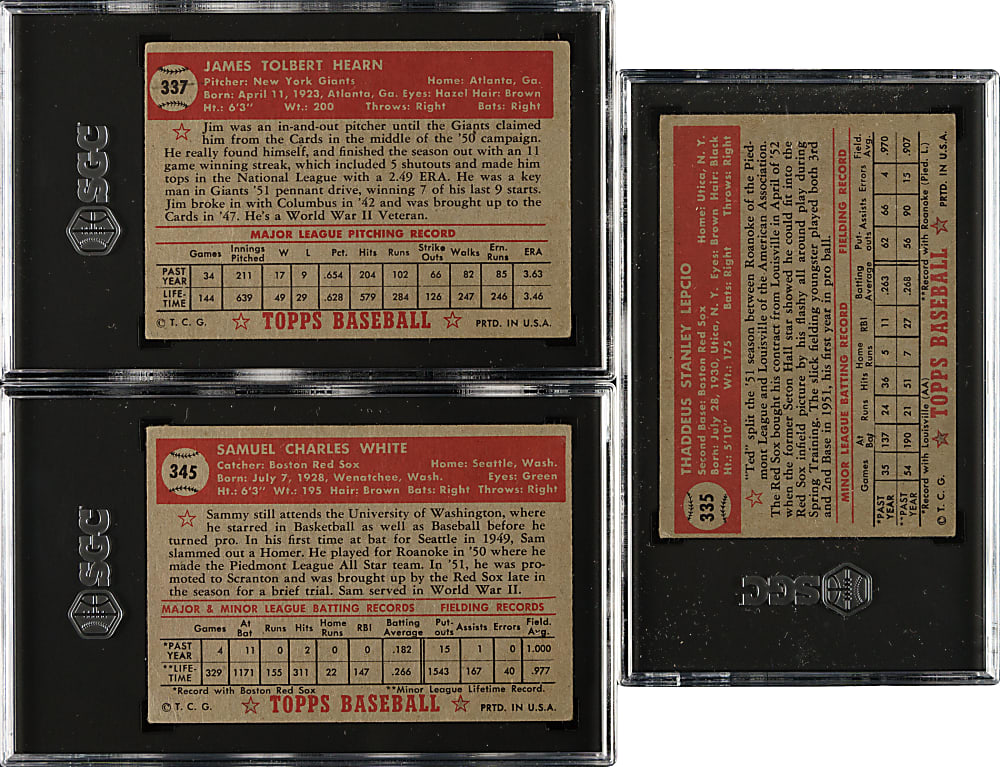 SGC
337
JAMES TOLBERT HEARN
Pitcher: New York Giants Home: Atlanta, Ga.
Born: April 11, 1923, Atlanta, Ga. Eyes: Hazel Hair: Brown
Ht.: 6'3" Wt.: 200 Throws: Right Bats: Right
Jim was an in-and-out pitcher until the Giants claimed
him from the Cards in the middle of the '50 campaign.
He really found himself, and finished the season out with an 11
game winning streak, which included 5 shutouts and made him
tops in the National League with a 2.49 ERA. He was a key
man in Giants '51 pennant drive, winning 7 of his last 9 starts.
Jim broke in with Columbus in '42 and was brought up to the
Cards in '47. He's a World War II Veteran.
MAJOR LEAGUE PITCHING RECORD
Games Innings Pitched W L Pct. Hits Runs Strike Outs Walks Ern. Runs ERA
PAST YEAR 34 211 17 9 .654 204 102 66 82 85 3.63
LIFE-TIME 144 639 49 29 .628 579 284 126 247 246 3.46
© T. C. G. TOPPS BASEBALL PRTD. IN U.S.A.
SGC
345
SAMUEL CHARLES WHITE
Catcher: Boston Red Sox Home: Seattle, Wash.
Born: July 7, 1928, Wenatchee, Wash. Eyes: Green
Ht.: 6'3" Wt.: 195 Hair: Brown Bats: Right Throws: Right
Sammy still attends the University of Washington, where
he starred in Basketball as well as Baseball before he
turned pro. In his first time at bat for Seattle in 1949, Sam
slammed out a Homer. He played for Roanoke in '50 where he
made the Piedmont League All Star team. In '51, he was pro-
moted to Scranton and was brought up by the Red Sox late in
the season for a brief trial. Sam served in World War II.
MAJOR & MINOR LEAGUE BATTING RECORDS FIELDING RECORDS
Games At Bat Runs Hits Home Runs RBI Batting Average Put-outs Assists Errors Field. Avg.
*PAST YEAR 4 11 0 2 0 0 .182 15 1 0 1.000
**LIFE-TIME 329 1171 155 311 22 147 .266 1543 167 40 .977
*Record with Boston Red Sox **Minor League Lifetime Record.
© T. C. G. TOPPS BASEBALL PRTD. IN U.S.A.
335
THADDEUS STANLEY LEPCIO
Second Base: Boston Red Sox Home: Utica, N. Y.
Born: July 28, 1930, Utica, N. Y. Eyes: Brown Hair: Black
Ht.: 5'10" Wt.: 175 Bats: Right Throws: Right
"Ted" split the '51 season between Roanoke of the Pied-
mont League and Louisville of the American Association.
The Red Sox bought his contract from Louisville in April of '52
when the former Seton Hall star showed he could fit into the
Red Sox infield picture by his flashy all around play during
Spring Training. The slick fielding youngster played both 3rd
and 2nd Base in 1951, his first year in pro ball.
MINOR LEAGUE BATTING RECORD FIELDING RECORD
Games At Bat Runs Hits Home Runs RBI Batting Average Put-outs Assists Errors Field. Avg.
*PAST YEAR 35 137 24 36 5 11 .263 62 66 4 .970
**PAST YEAR 54 190 21 51 7 27 .268 56 90 15 .907
*Record with Louisville (AA) **Record with Roanoke (Pied. L)
© T. C. G. TOPPS BASEBALL PRTD. IN U.S.A.
SGC